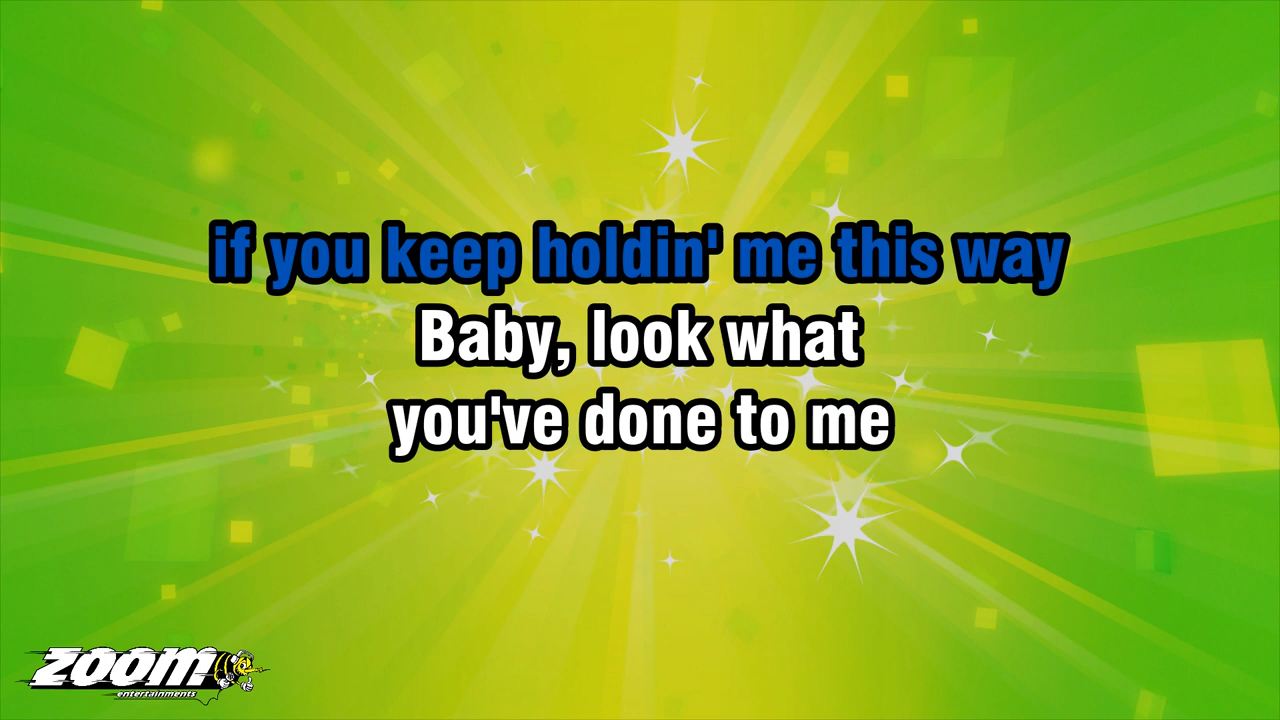 if you keep holdin' me this way
Baby, look what
you've done to me
ZOOM
entertainments